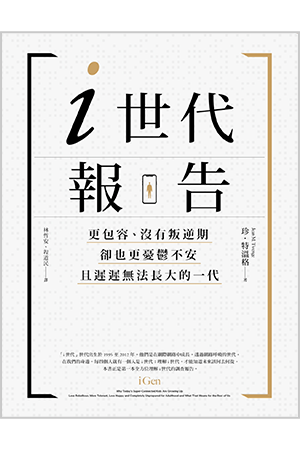 i世代
報告
更包容、沒有叛逆期
卻也更憂鬱不安
且遲遲無法長大的一代
Jean M. Twenge
珍・特溫格 著
林哲安、程道民 譯
iGen
Why Today's Super-Connected Kids Are Growing Up
Less Rebellious, More Tolerant, Less Happy and Completely Unprepared for Adulthood and What That Means for the Rest of Us